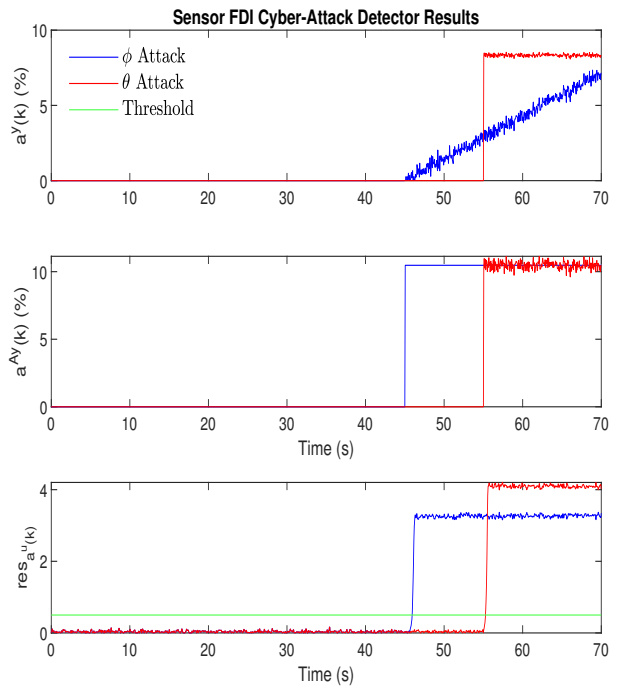 Sensor FDI Cyber-Attack Detector Results
10
5
0
a^y(k) (%)
ϕ Attack
θ Attack
Threshold
0 10 20 30 40 50 60 70
10
5
0
a^Ay(k) (%)
0 10 20 30 40 50 60 70
Time (s)
4
2
0
res_a^u(k)
0 10 20 30 40 50 60 70
Time (s)